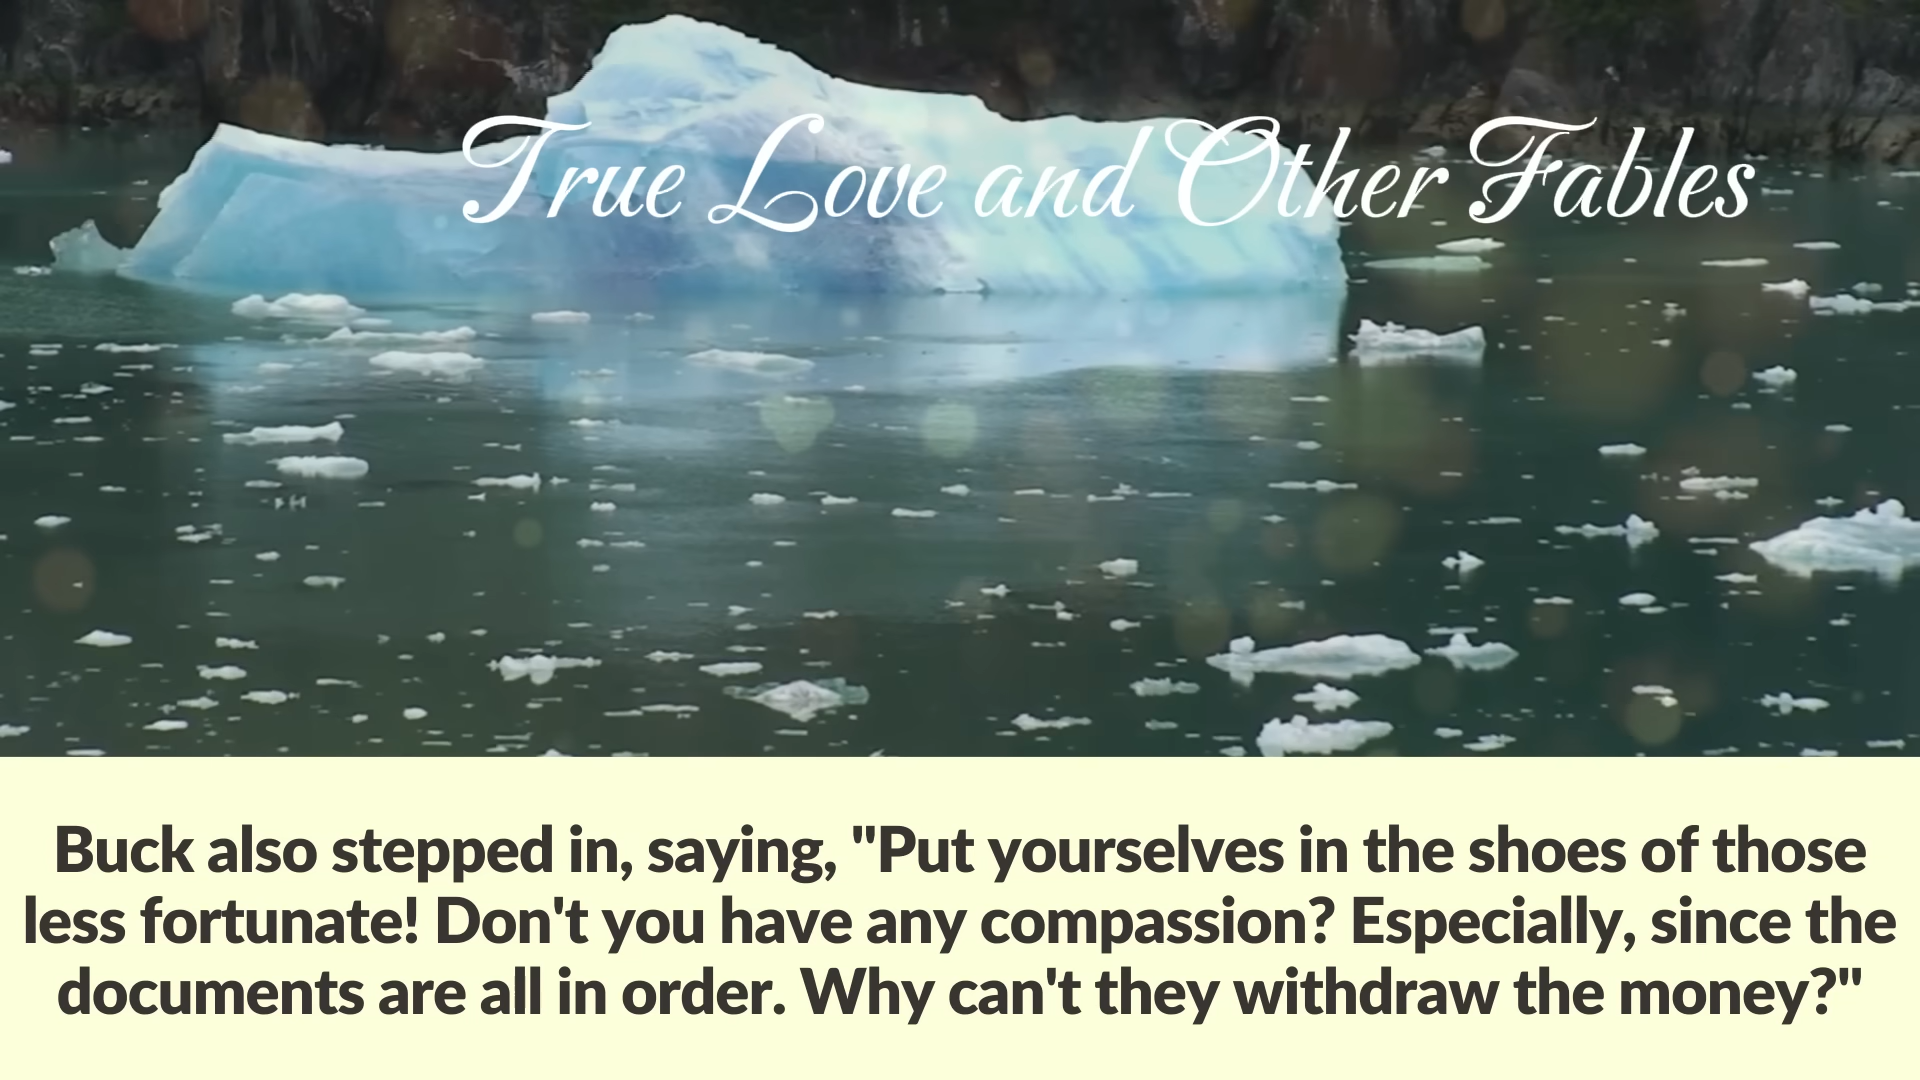 True Love and Other Fables
Buck also stepped in, saying, "Put yourselves in the shoes of those
less fortunate! Don't you have any compassion? Especially, since the
documents are all in order. Why can't they withdraw the money?"